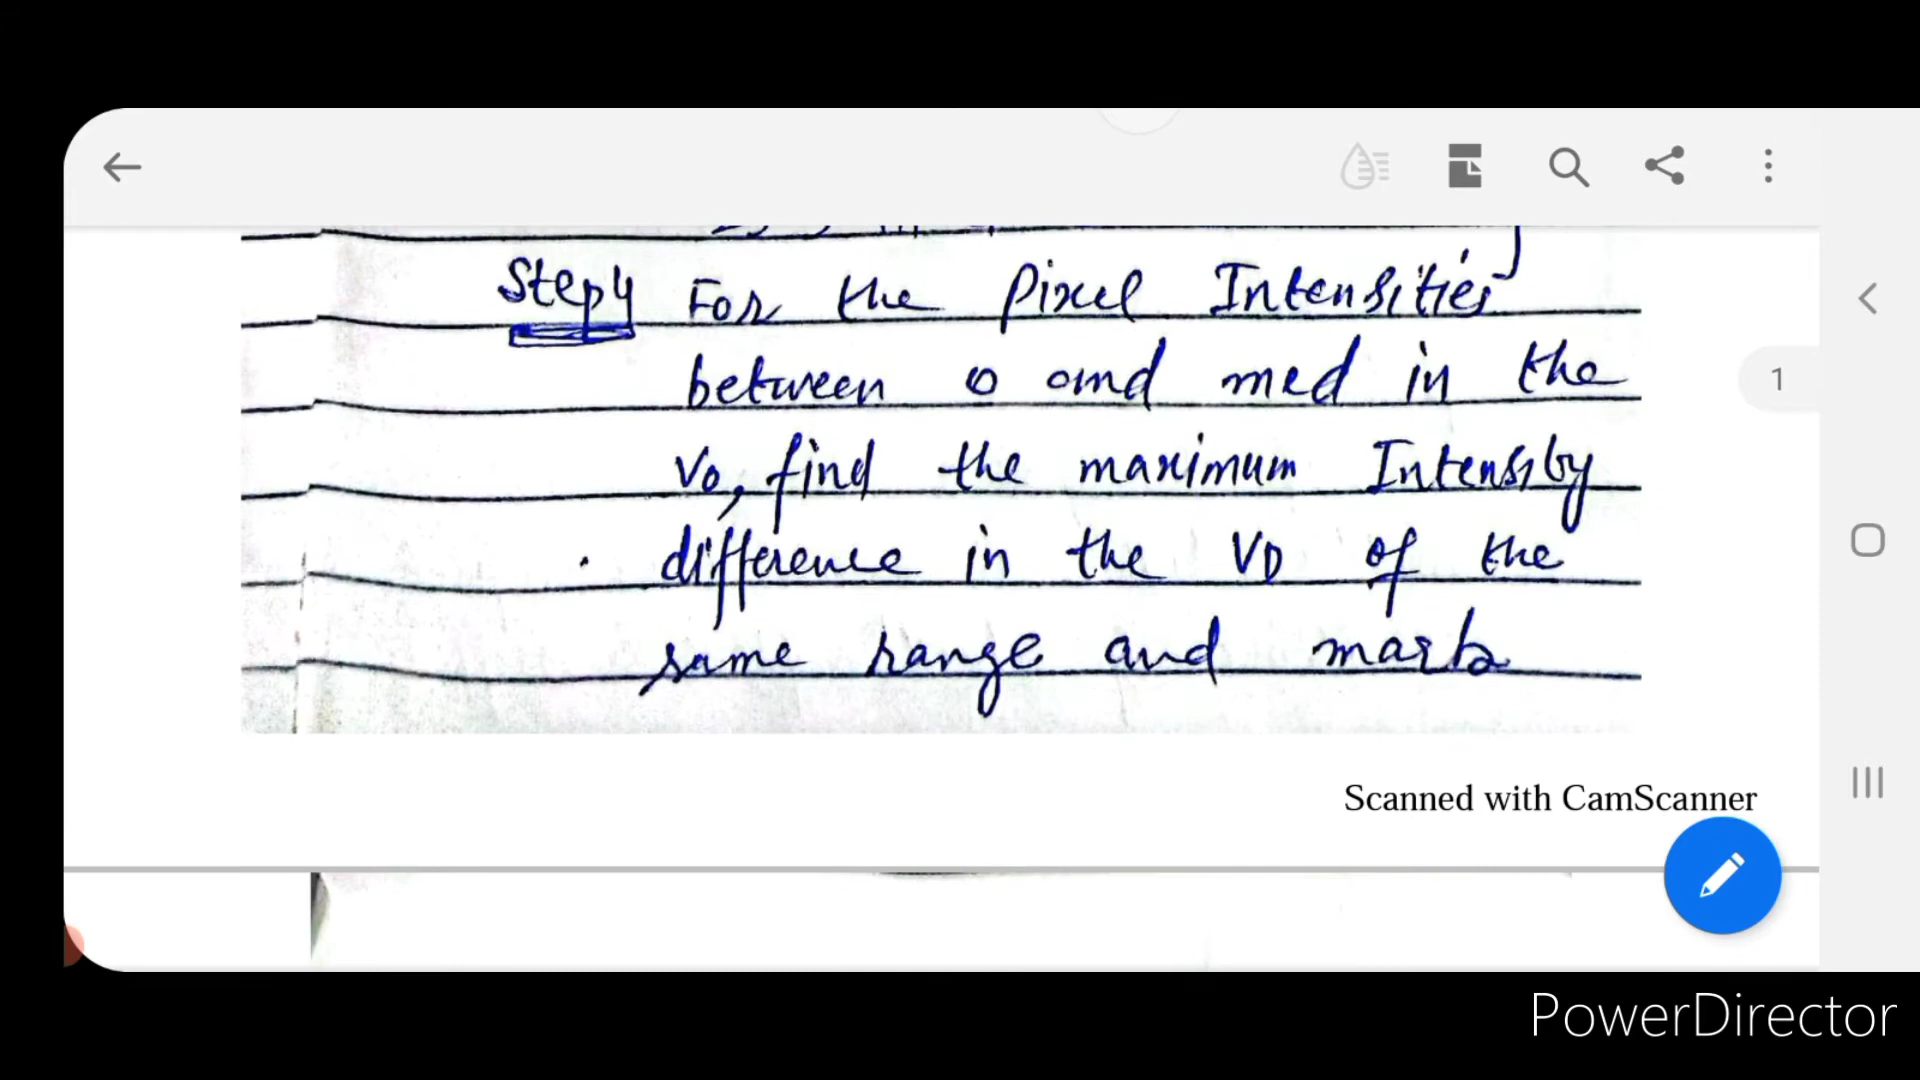 Step4 For the Pixel Intensities
between 0 and med in the
Vo, find the maximum Intensity
difference in the VD of the
same range and mark
1
Scanned with CamScanner
PowerDirector